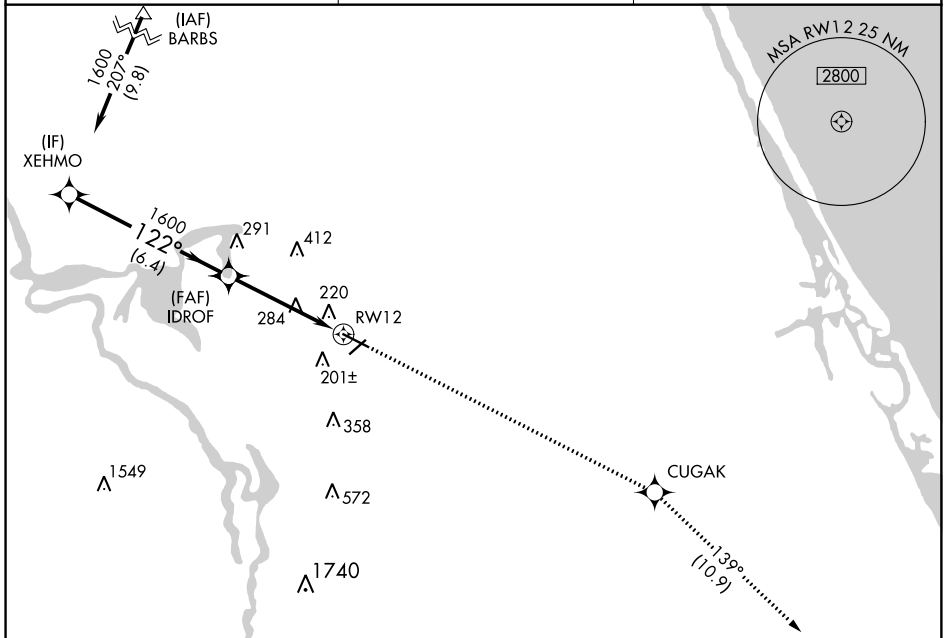 (IAF)
BARBS
1600
207°
(9.8)
MSA RW12 25 NM
2800
(IF)
XEHMO
1600
122°
(6.4)
291
412
(FAF)
IDROF
284
220
RW12
201±
358
1549
572
CUGAK
1740
139°
(10.9)